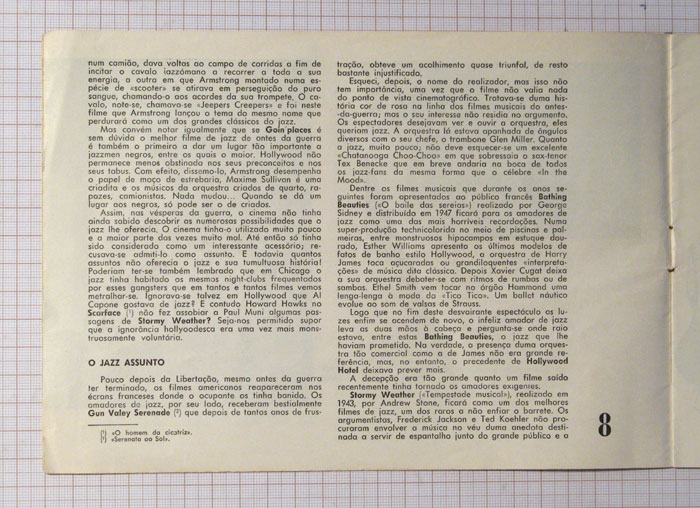 num camião, dava voltas ao campo de corridas a fim de
incitar o cavalo iazzómano a recorrer a toda a sua
energia, a outra em que Armstrong montado numa es-
pécie de «scooter» se atirava em perseguição do puro
sangue, chamando-o aos acordes da sua trompete. O ca-
valo, note-se, chamava-se «Jeepers Creepers» e foi neste
filme que Armstrong lançou o tema do mesmo nome que
perdurará como um dos grandes clássicos do jazz.
Mas convém notar igualmente que se Goin'places é
sem dúvida o melhor filme de jazz de antes da guerra
é também o primeiro a dar um lugar tão importante a
jazzmen negros, entre os quais o maior. Hollywood não
permanece menos obstinada nos seus preconceitos e nos
seus tabus. Com efeito, dissemo-lo, Armstrong desempenha
o papel de moço de estrebaria, Maxime Sullivan é uma
criadita e os músicos da orquestra criados de quarto, ra-
pazes, camionistas. Nada mudou... Quando se dá um
lugar aos negros, só pode ser o de criados.
Assim, nas vésperas da guerra, o cinema não tinha
ainda sabido descobrir as numerosas possibilidades que o
jazz lhe oferecia. O cinema tinha-o utilizado muito pouco
e a maior parte das vezes muito mal. Até então só tinha
sido considerado como um interessante acessório; re-
cusava-se admiti-lo como assunto. E todavia quantos
assuntos não oferecia o jazz e sua tumultuosa história!
Poderiam ter-se também lembrado que em Chicago o
jazz tinha habitado os mesmos night-clubs frequentados
por esses gangsters que em tantos e tantos filmes vemos
metralhar-se. Ignorava-se talvez em Hollywood que Al
Capone gostava de jazz? E contudo Howard Hawks no
Scarface (¹) não fez assobiar a Paul Muni algumas pas-
sagens de Stormy Weather? Seja-nos permitido supor
que a ignorância hollyoodesca era uma vez mais mons-
truosamente voluntária.
O JAZZ ASSUNTO
Pouco depois da Libertação, mesmo antes da guerra
ter terminado, os filmes americanos reapareceram nos
écrans franceses donde o ocupante os tinha banido. Os
amadores de jazz, por seu lado, receberam bestialmente
Gun Valey Serenade (²) que depois de tantos anos de frus-
(¹) «O homem da cicatriz».
(²) «Serenata ao Sol».
tração, obteve um acolhimento quase triunfal, de resto
bastante injustificado.
Esqueci, depois, o nome do realizador, mas isso não
tem importância, uma vez que o filme não valia nada
do ponto de vista cinematográfico. Tratava-se duma his-
tória cor de rosa na linha dos filmes musicais do antes-
-da-guerra; mas o seu interesse não residia no argumento.
Os espectadores desejavam ver e ouvir a orquestra, eles
queriam jazz. A orquestra lá estava apanhada de ângulos
diversos com o seu chefe, o trombone Glen Miller. Quanto
a jazz, muito pouco; não deve esquecer-se um excelente
«Chatanooga Choo-Choo» em que sobressaía o sax-tenor
Tex Benecke que em breve andaria na boca de todos
os jazz-fans da mesma forma que o célebre «In the
Mood».
Dentre os filmes musicais que durante os anos se-
guintes foram apresentados ao público francês Bathing
Beauties («O baile das sereias») realizado por George
Sidney e distribuido em 1947 ficará para os amadores de
jazz como uma das mais horríveis recordações. Numa
super-produção technicolorida no meio de piscinas e pal-
meiras, entre monstruosos hipocampos em estuque dou-
rado, Esther Williams apresenta os últimos modelos de
fatos de banho estilo Hollywood, a orquestra de Harry
James toca açucaradas ou grandiloquentes «interpreta-
ções» de música dita clássica. Depois Xavier Cugat deixa
a sua orquestra debater-se com ritmos de rumbas ou de
sambas. Ethel Smith vem tocar no órgão Hammond uma
lenga-lenga à moda da «Tico Tico». Um ballet náutico
evolue ao som de valsas de Strauss.
Logo que no fim deste desvairante espectáculo as lu-
zes enfim se acendem de novo, o infeliz amador de jazz
leva as duas mãos à cabeça e pergunta-se onde raio
estava, entre estas Bathing Beauties, o jazz que lhe
haviam prometido. Na verdade, a presença duma orques-
tra tão comercial como a de James não era grande re-
ferência, mas, no entanto, o precedente de Hollywood
Hotel deixava prever mais.
A decepção era tão grande quanto um filme saído
recentemente tinha tornado os amadores exigentes.
Stormy Weather («Tempestade musical»), realizado em
1943, por Andrew Stone, ficará como um dos melhores
filmes de jazz, um dos raros a não enfiar o barrete. Os
argumentistas, Frederick Jackson e Ted Koehler não pro-
curaram envolver a música no véu duma anedota desti-
nada a servir de espantalho junto do grande público e a
8